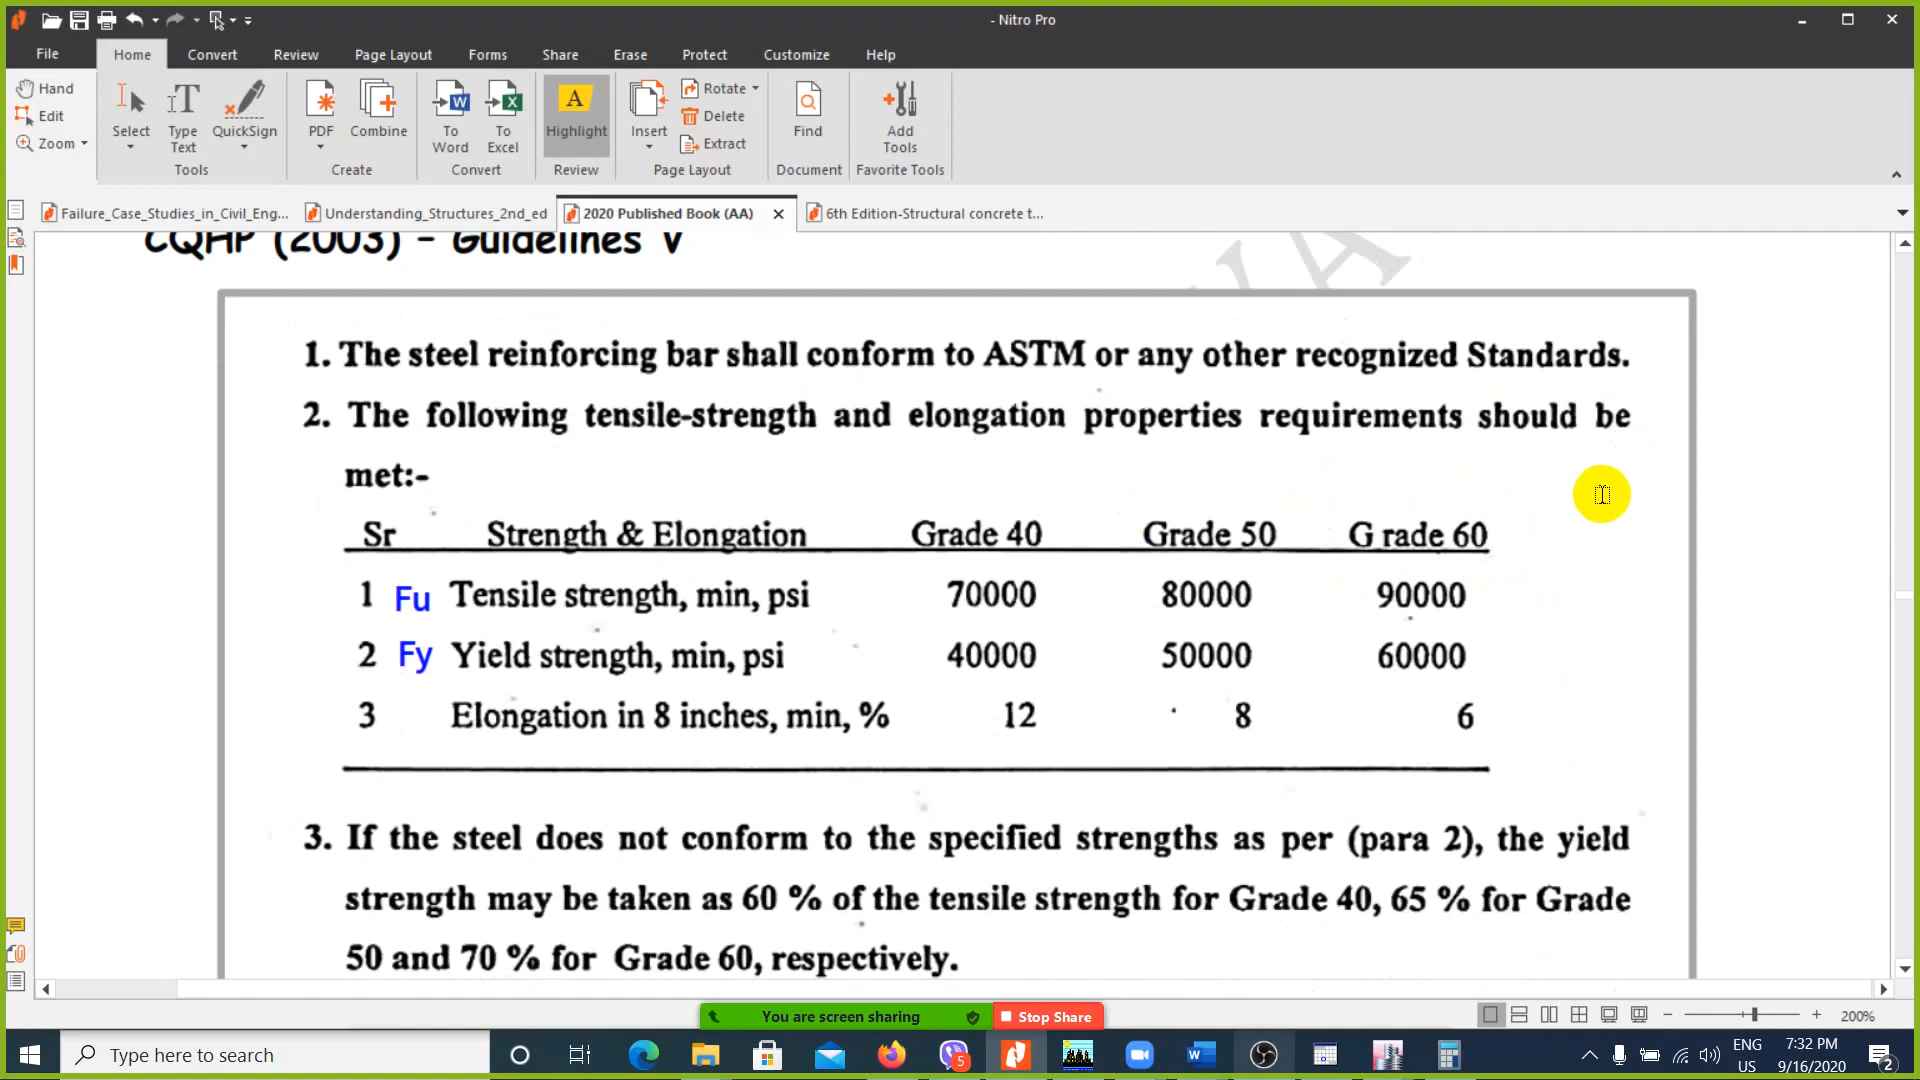 - Nitro Pro
File Home Convert Review Page Layout Forms Share Erase Protect Customize Help
Hand
Edit
Zoom
Select
Type Text
QuickSign
Tools
PDF
Combine
Create
To Word
To Excel
Convert
Highlight
Review
Insert
Rotate
Delete
Extract
Page Layout
Find
Document
Add Tools
Favorite Tools
Failure_Case_Studies_in_Civil_Eng... Understanding_Structures_2nd_ed 2020 Published Book (AA) 6th Edition-Structural concrete t...
CQHP (2003) - Guidelines V
1. The steel reinforcing bar shall conform to ASTM or any other recognized Standards.
2. The following tensile-strength and elongation properties requirements should be
met:-
Sr Strength & Elongation Grade 40 Grade 50 G rade 60
1 Fu Tensile strength, min, psi 70000 80000 90000
2 Fy Yield strength, min, psi 40000 50000 60000
3 Elongation in 8 inches, min, % 12 8 6
3. If the steel does not conform to the specified strengths as per (para 2), the yield
strength may be taken as 60 % of the tensile strength for Grade 40, 65 % for Grade
50 and 70 % for Grade 60, respectively.
You are screen sharing Stop Share
200%
Type here to search
5
ENG
US
7:32 PM
9/16/2020
2